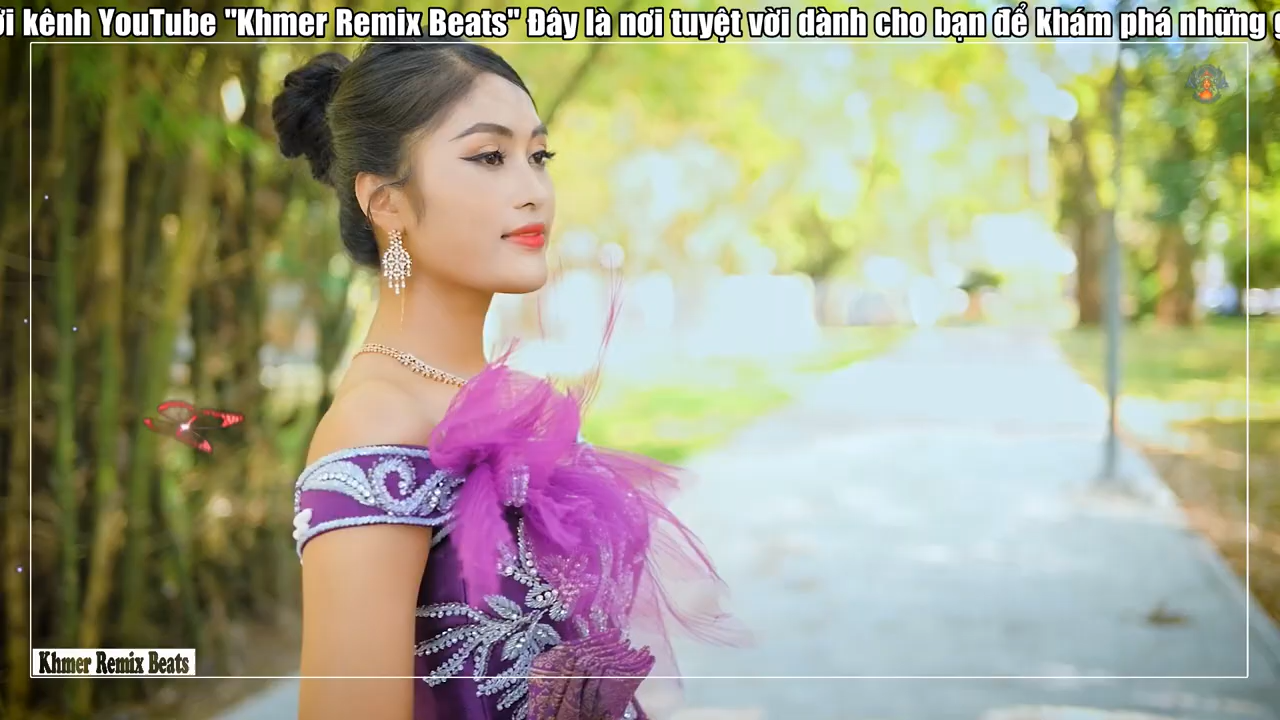 kênh YouTube "Khmer Remix Beats" Đây là nơi tuyệt vời dành cho bạn để khám phá những
Khmer Remix Beats